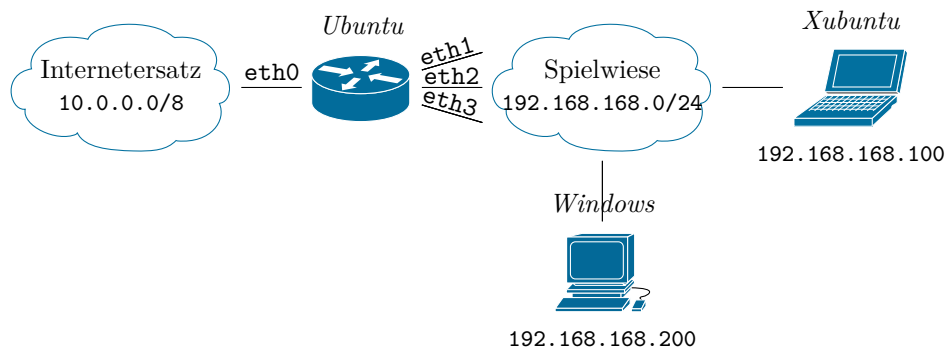 Internetersatz
10.0.0.0/8
eth0
Ubuntu
eth1
eth2
eth3
Spielwiese
192.168.168.0/24
Xubuntu
192.168.168.100
Windows
192.168.168.200